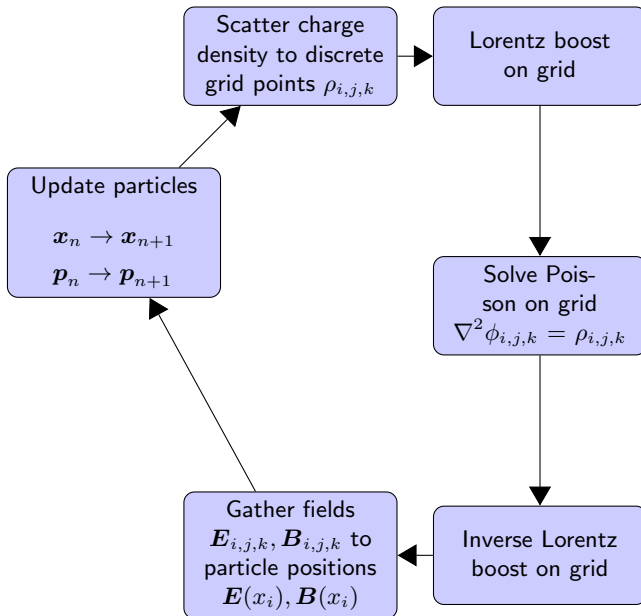 Scatter charge
density to discrete
grid points ρ_{i,j,k}
Lorentz boost
on grid
Solve Pois-
son on grid
∇²ϕ_{i,j,k} = ρ_{i,j,k}
Inverse Lorentz
boost on grid
Gather fields
E_{i,j,k}, B_{i,j,k} to
particle positions
E(x_i), B(x_i)
Update particles
x_n → x_{n+1}
p_n → p_{n+1}